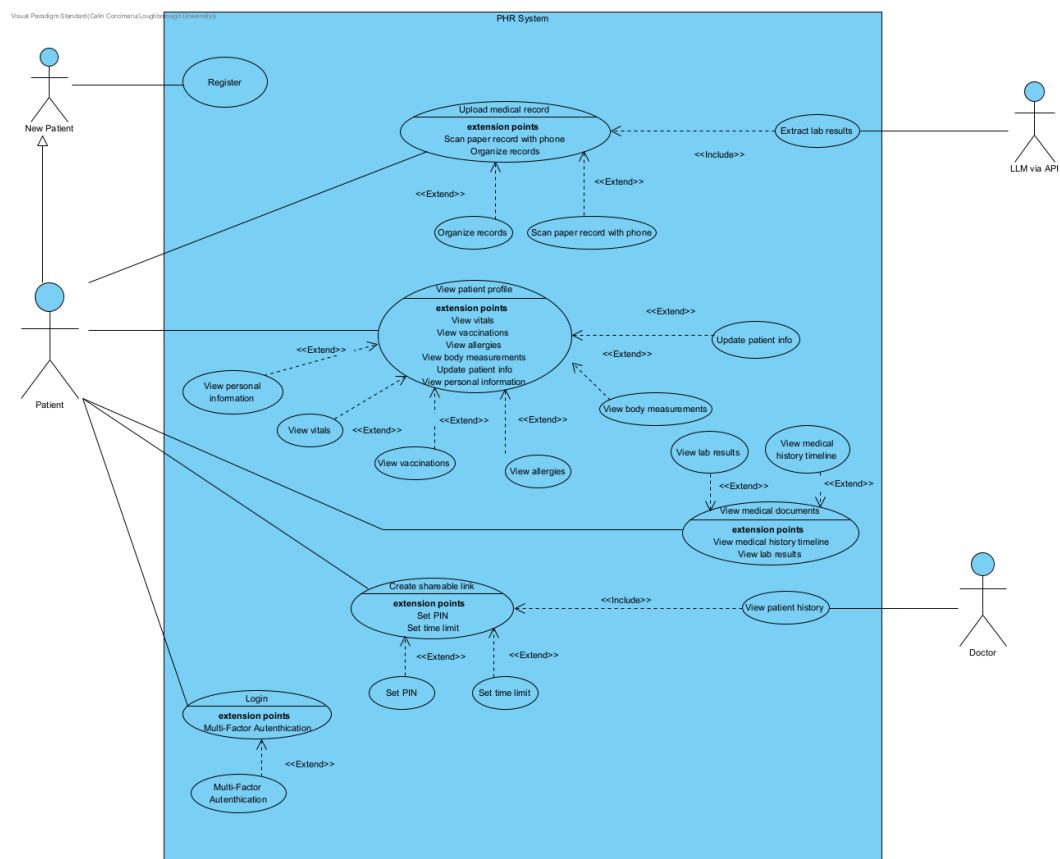 Visual Paradigm Standard(Calin Corcimaru(Loughborough University))
PHR System
New Patient
Register
Upload medical record
extension points
Scan paper record with phone
Organize records
<<Include>>
Extract lab results
LLM via API
<<Extend>>
<<Extend>>
Organize records
Scan paper record with phone
Patient
View patient profile
extension points
View vitals
View vaccinations
View allergies
View body measurements
Update patient info
View personal information
<<Extend>>
Update patient info
<<Extend>>
View personal
information
<<Extend>>
View body measurements
<<Extend>>
View vitals
<<Extend>>
View vaccinations
<<Extend>>
View allergies
View lab results
View medical
history timeline
<<Extend>>
<<Extend>>
View medical documents
extension points
View medical history timeline
View lab results
Create shareable link
extension points
Set PIN
Set time limit
<<Include>>
View patient history
Doctor
<<Extend>>
<<Extend>>
Set PIN
Set time limit
Login
extension points
Multi-Factor Autenthication
<<Extend>>
Multi-Factor
Autenthication